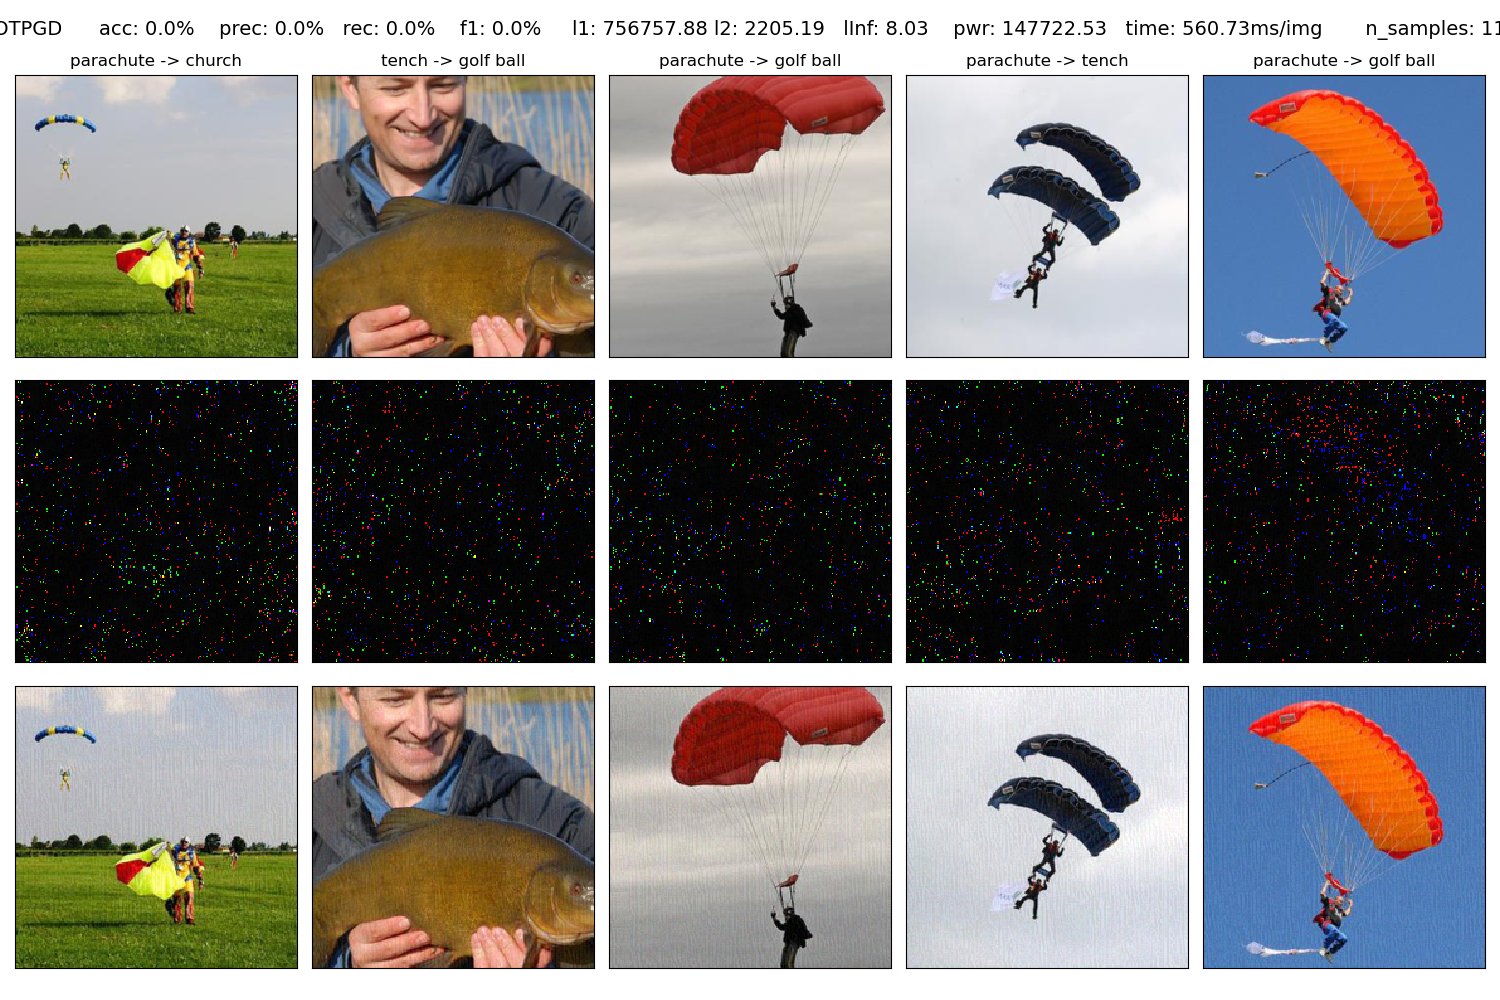 acc: 0.0% prec: 0.0% rec: 0.0% f1: 0.0% l1: 756757.88 l2: 2205.19 lInf: 8.03 pwr: 147722.53 time: 560.73ms/img n_samples: 11
parachute -> church tench -> golf ball parachute -> golf ball parachute -> tench parachute -> golf ball